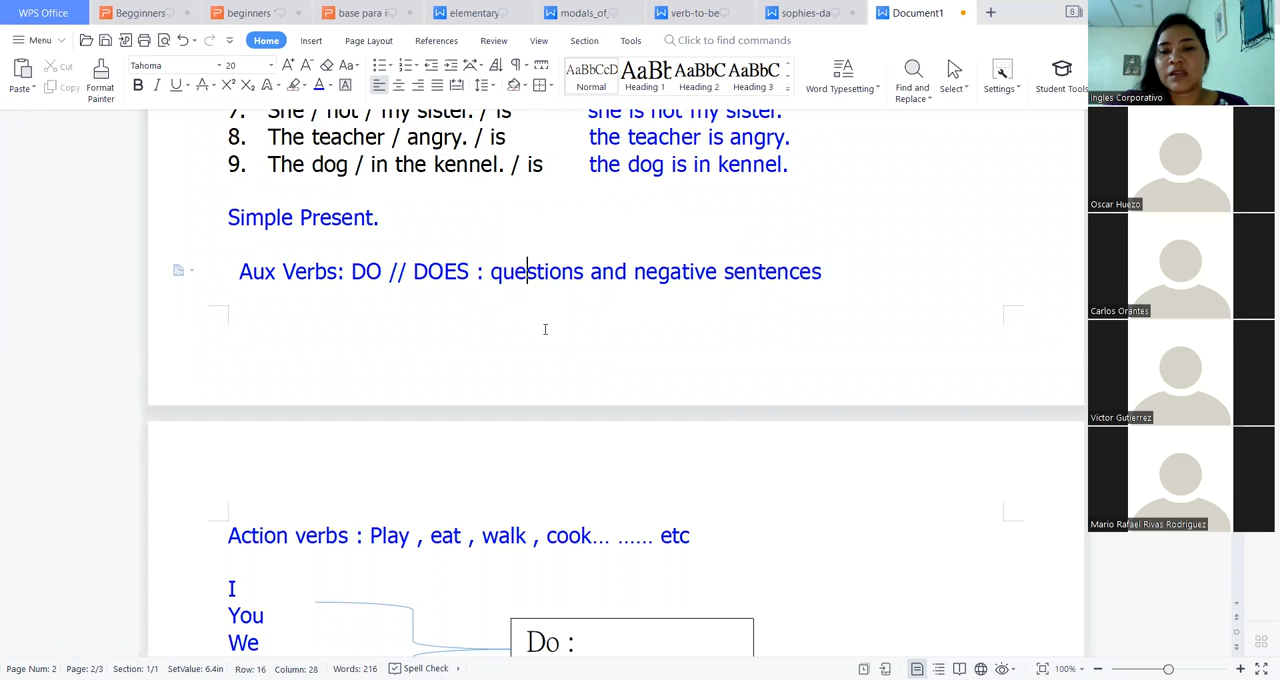 WPS Office
Begginners
beginners
base para i
elementary
modals_of
verb-to-be
sophies-da
Document1
8
Menu
Home
Insert
Page Layout
References
Review
View
Section
Tools
Click to find commands
Paste
Cut
Copy
Format Painter
Tahoma
20
AaBbCcD
Normal
AaBb
Heading 1
AaBbC
Heading 2
AaBbC
Heading 3
Word Typesetting
Find and Replace
Select
Settings
Student Tools
Ingles Corporativo
Oscar Huezo
Carlos Orantes
Victor Gutierrez
Mario Rafael Rivas Rodriguez
7. She / not / my sister. / is she is not my sister.
8. The teacher / angry. / is the teacher is angry.
9. The dog / in the kennel. / is the dog is in kennel.
Simple Present.
Aux Verbs: DO // DOES : questions and negative sentences
Action verbs : Play , eat , walk , cook... ...... etc
I
You
We
Do :
Page Num: 2 Page: 2/3 Section: 1/1 SetValue: 6.4in Row: 16 Column: 28 Words: 216 Spell Check 100%